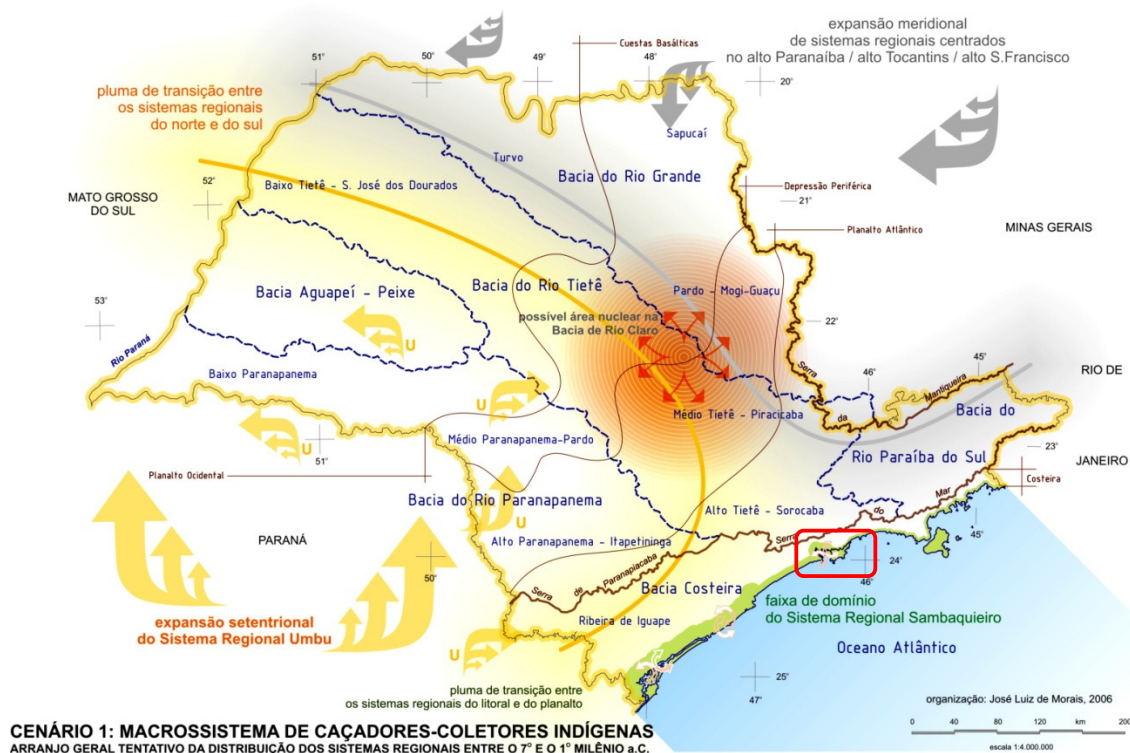 expansão meridional
de sistemas regionais centrados
no alto Paranaíba / alto Tocantins / alto S.Francisco
Cuestas Basálticas
51°
50°
49°
48°
20°
pluma de transição entre
os sistemas regionais
do norte e do sul
Sapucaí
Turvo
Bacia do Rio Grande
Baixo Tietê - S. José dos Dourados
Depressão Periférica
52°
21°
MATO GROSSO
DO SUL
Planalto Atlântico
MINAS GERAIS
Bacia do Rio Tietê
Pardo - Mogi-Guaçu
Bacia Aguapeí - Peixe
53°
possível área nuclear na
Bacia de Rio Claro
22°
U
Rio Paraná
Baixo Paranapanema
Serra
da
Mantiqueira
46°
45°
RIO DE
JANEIRO
U
Médio Tietê - Piracicaba
Bacia do
Rio Paraíba do Sul
U
Médio Paranapanema-Pardo
51°
23°
Planalto Ocidental
Costeira
Bacia do Rio Paranapanema
U
Alto Tietê - Sorocaba
Serra
do
Mar
45°
PARANÁ
Alto Paranapanema - Itapetininga
50°
24°
46°
Serra
de
Paranapiacaba
Bacia Costeira
faixa de domínio
do Sistema Regional Sambaquieiro
expansão setentrional
do Sistema Regional Umbu
Ribeira de Iguape
Oceano Atlântico
U
25°
47°
pluma de transição entre
os sistemas regionais do litoral e do planalto
organização: José Luiz de Morais, 2006
0
40
80
120
km
200
escala 1:4.000.000
CENÁRIO 1: MACROSSISTEMA DE CAÇADORES-COLETORES INDÍGENAS
ARRANJO GERAL TENTATIVO DA DISTRIBUIÇÃO DOS SISTEMAS REGIONAIS ENTRE O 7° E O 1° MILÊNIO a.C.